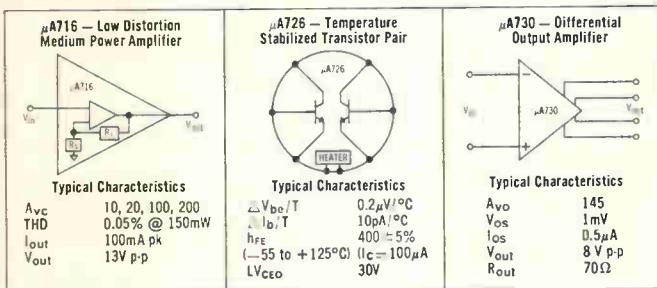 μA716 — Low Distortion
Medium Power Amplifier
μA716
Vin
Vout
Typical Characteristics
AVC 10, 20, 100, 200
THD 0.05% @ 150mW
Iout 100mA pk
Vout 13V p-p
μA726 — Temperature
Stabilized Transistor Pair
μA726
HEATER
Typical Characteristics
△Vbe/T 0.2μV/°C
△Ib/T 10pA/°C
hFE 400 ±5%
(—55 to +125°C) (IC = 100μA
LVCEO 30V
μA730 — Differential
Output Amplifier
−
μA730
Vin
Vout
+
Typical Characteristics
AVO 145
VOS 1mV
IOS 0.5μA
Vout 8 V p-p
Rout 70Ω